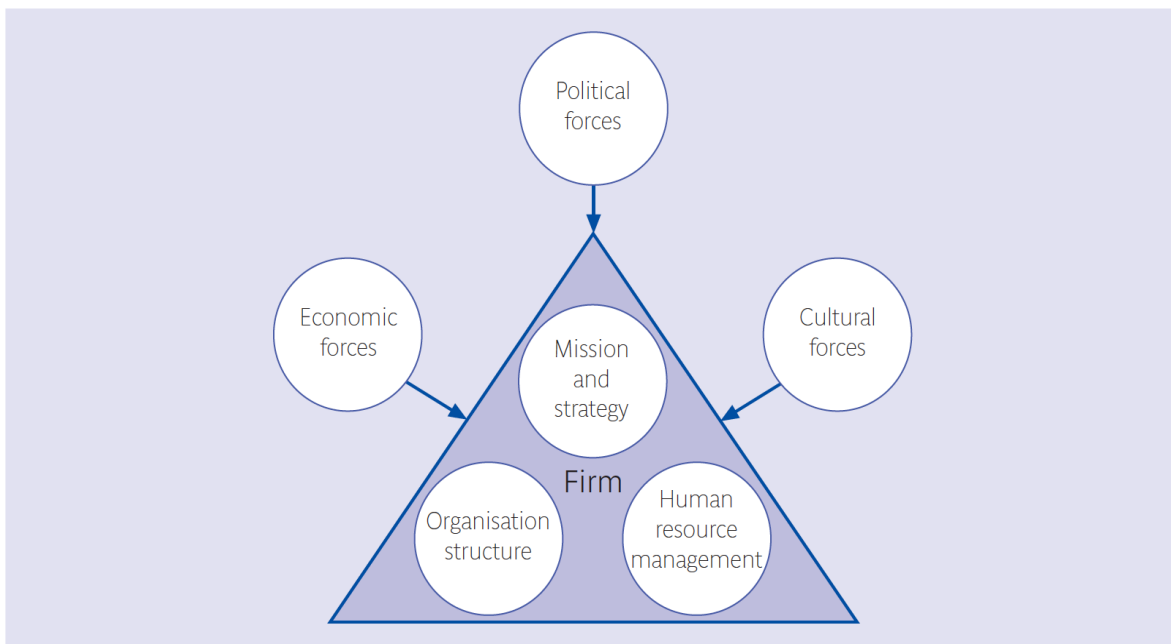 Political
forces
Economic
forces
Cultural
forces
Mission
and
strategy
Firm
Organisation
structure
Human
resource
management